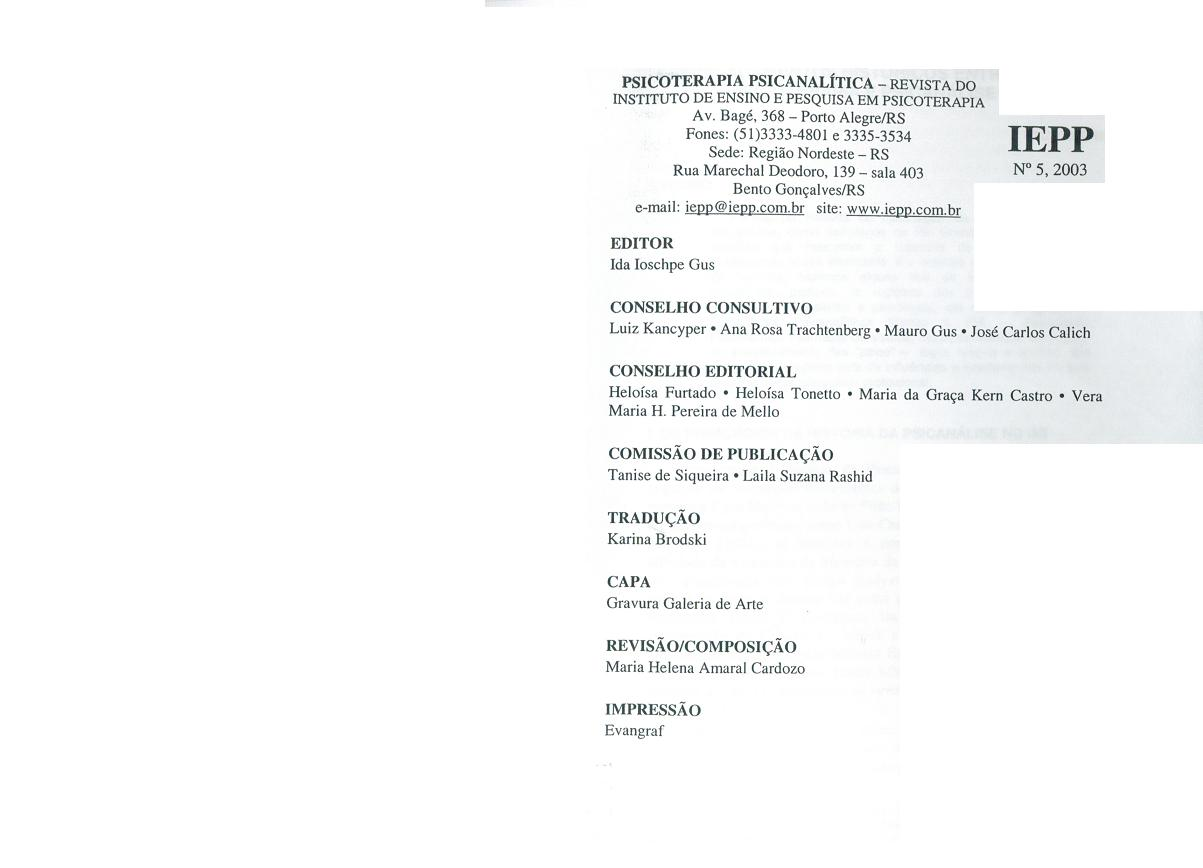 PSICOTERAPIA PSICANALÍTICA – REVISTA DO
INSTITUTO DE ENSINO E PESQUISA EM PSICOTERAPIA
Av. Bagé, 368 – Porto Alegre/RS
Fones: (51)3333-4801 e 3335-3534
Sede: Região Nordeste – RS
Rua Marechal Deodoro, 139 – sala 403
Bento Gonçalves/RS
e-mail: iepp@iepp.com.br site: www.iepp.com.br
IEPP
Nº 5, 2003
EDITOR
Ida Ioschpe Gus
CONSELHO CONSULTIVO
Luiz Kancyper • Ana Rosa Trachtenberg • Mauro Gus • José Carlos Calich
CONSELHO EDITORIAL
Heloísa Furtado • Heloísa Tonetto • Maria da Graça Kern Castro • Vera
Maria H. Pereira de Mello
COMISSÃO DE PUBLICAÇÃO
Tanise de Siqueira • Laila Suzana Rashid
TRADUÇÃO
Karina Brodski
CAPA
Gravura Galeria de Arte
REVISÃO/COMPOSIÇÃO
Maria Helena Amaral Cardozo
IMPRESSÃO
Evangraf